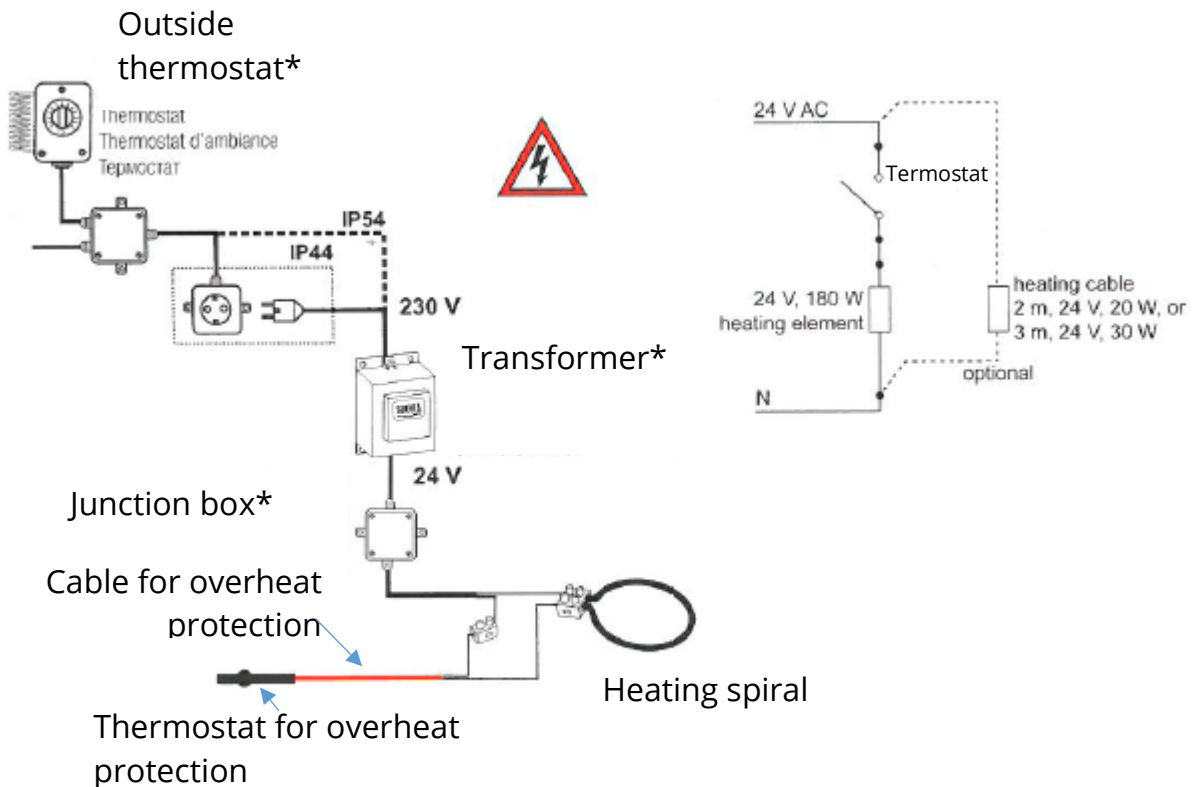 Outside
thermostat*
Thermostat
Thermostat d'ambiance
Термостат
IP54
IP44
230 V
Transformer*
24 V
Junction box*
Cable for overheat
protection
Heating spiral
Thermostat for overheat
protection
24 V AC
Termostat
24 V, 180 W
heating element
heating cable
2 m, 24 V, 20 W, or
3 m, 24 V, 30 W
optional
N